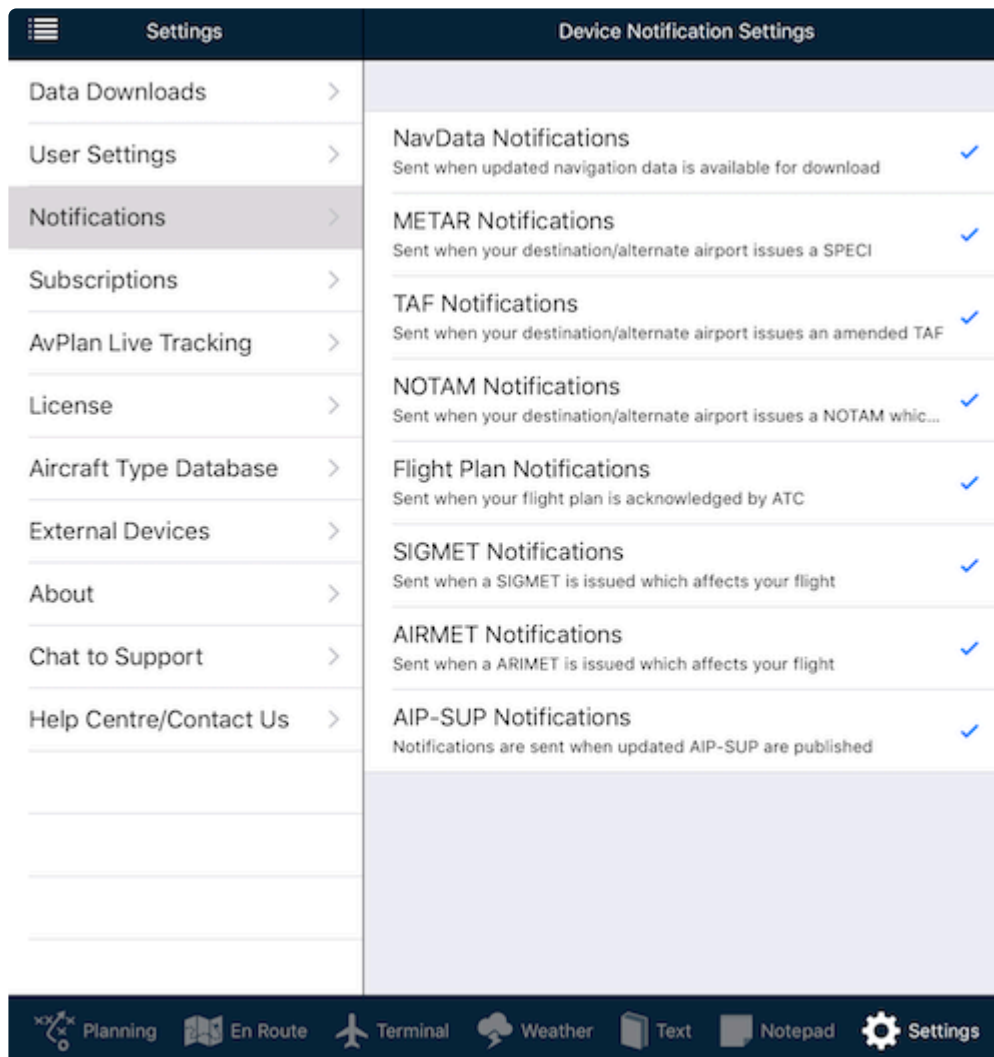 Settings
Device Notification Settings
Data Downloads
User Settings
Notifications
Subscriptions
AvPlan Live Tracking
License
Aircraft Type Database
External Devices
About
Chat to Support
Help Centre/Contact Us
NavData Notifications
Sent when updated navigation data is available for download
METAR Notifications
Sent when your destination/alternate airport issues a SPECI
TAF Notifications
Sent when your destination/alternate airport issues an amended TAF
NOTAM Notifications
Sent when your destination/alternate airport issues a NOTAM whic...
Flight Plan Notifications
Sent when your flight plan is acknowledged by ATC
SIGMET Notifications
Sent when a SIGMET is issued which affects your flight
AIRMET Notifications
Sent when a ARIMET is issued which affects your flight
AIP-SUP Notifications
Notifications are sent when updated AIP-SUP are published
Planning En Route Terminal Weather Text Notepad Settings